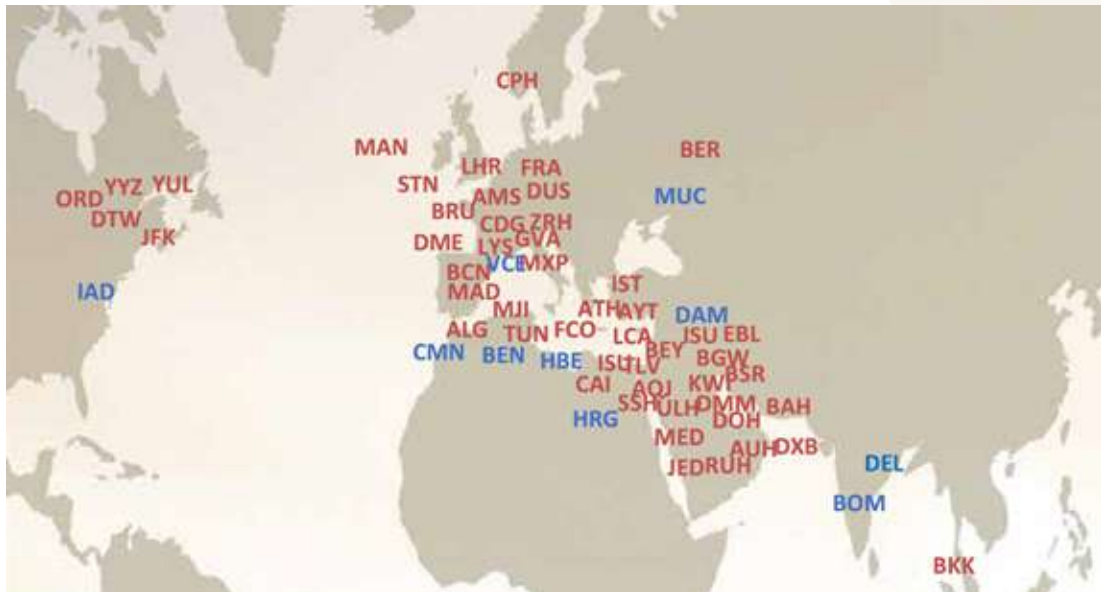 CPH
MAN
BER
LHR
FRA
STN
AMS
DUS
MUC
ORD
YYZ
YUL
DTW
JFK
BRU
CDG
ZRH
DME
LYS
GVA
VCE
MXP
BCN
IST
IAD
MAD
MJI
ATH
AYT
DAM
ALG
TUN
FCO
LCA
ISU
EBL
CMN
BEN
HBE
BEY
BGW
ISU
TLV
BSR
CAI
AQJ
KWI
SSH
ULH
DMM
BAH
HRG
DOH
MED
AUH
DXB
JED
RUH
DEL
BOM
BKK